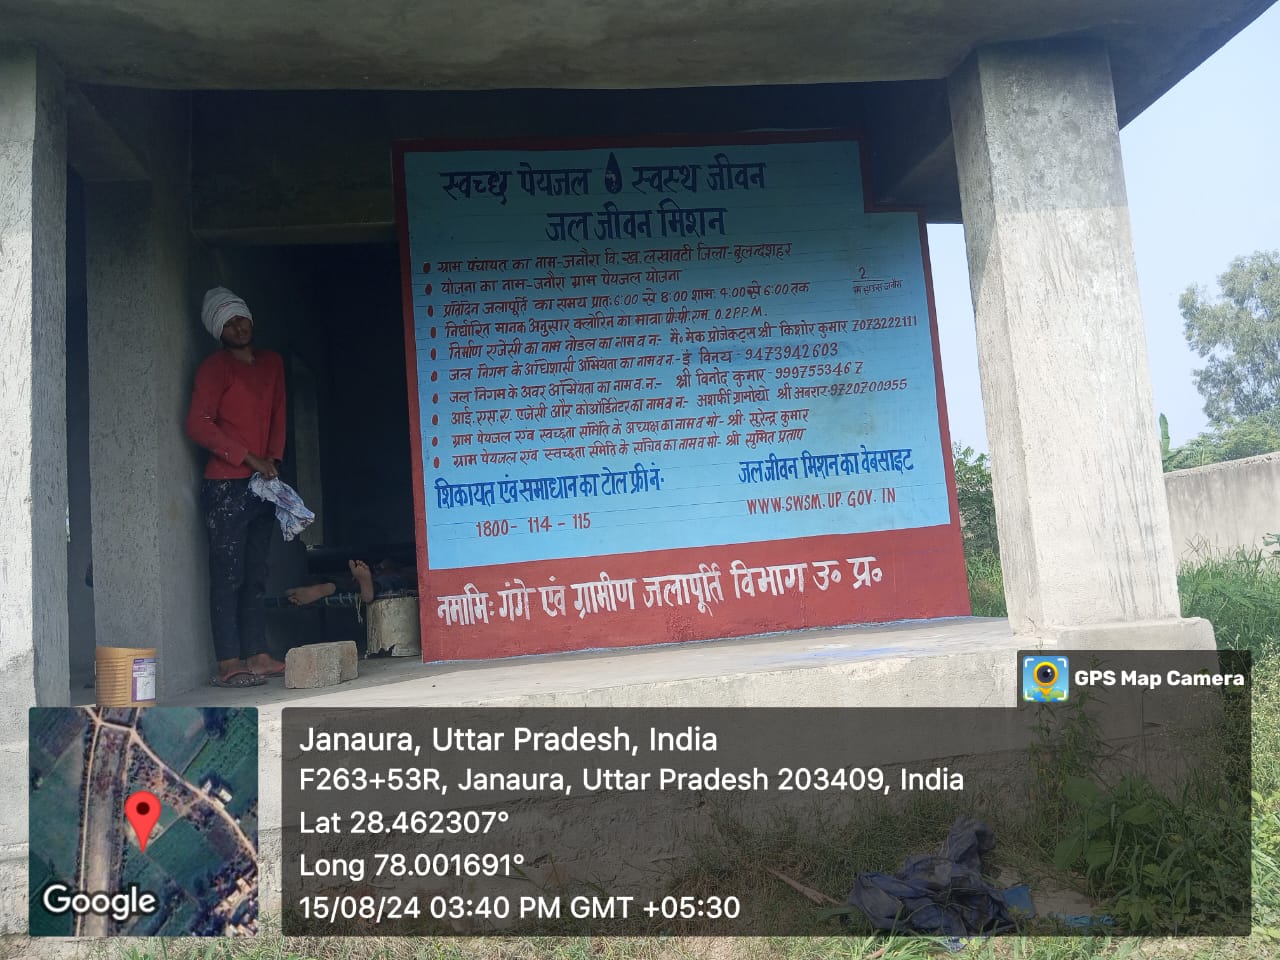 स्वच्छ पेयजल स्वस्थ जीवन
जल जीवन मिशन
ग्राम पंचायत का नाम-जनौरा वि. ख. लखावटी जिला-बुलन्दशहर
योजना का नाम-जनौरा ग्राम पेयजल योजना
प्रतिदिन जलापूर्ति का समय प्रातः 6:00 से 8:00 शाम: 4:00 से 6:00 तक
2
निर्धारित मानक अनुसार क्लोरिन का मात्रा पी.पी.एम. 0.2 P.P.M.
निर्माण एजेंसी का नाम नोडल का नाम व न:- मै. मेक प्रोजेक्ट्स श्री किशोर कुमार 7073222111
जल निगम के अधिशासी अभियंता का नाम व न- इं विनय - 9473942603
जल निगम के अवर अभियंता का नाम व. न.- श्री विनोद कुमार - 9997553467
आई. एस. ए. एजेंसी और कोऑर्डिनेटर का नाम व न:- अशर्फी ग्रामोद्यो श्री अबरार-9720700955
ग्राम पेयजल एवं स्वच्छता समिति के अध्यक्ष का नाम व मो- श्री- सुरेन्द्र कुमार
ग्राम पेयजल एवं स्वच्छता समिति के सचिव का नाम व मो- श्री सुमित प्रताप
शिकायत एंव समाधान का टोल फ्री नं.
1800- 114 - 115
जल जीवन मिशन का वेबसाइट
WWW.SWSM.UP.GOV.IN
नमामि: गंगे एंव ग्रामीण जलापूर्ति विभाग उ० प्र०
GPS Map Camera
Janaura, Uttar Pradesh, India
F263+53R, Janaura, Uttar Pradesh 203409, India
Lat 28.462307°
Long 78.001691°
15/08/24 03:40 PM GMT +05:30
Google